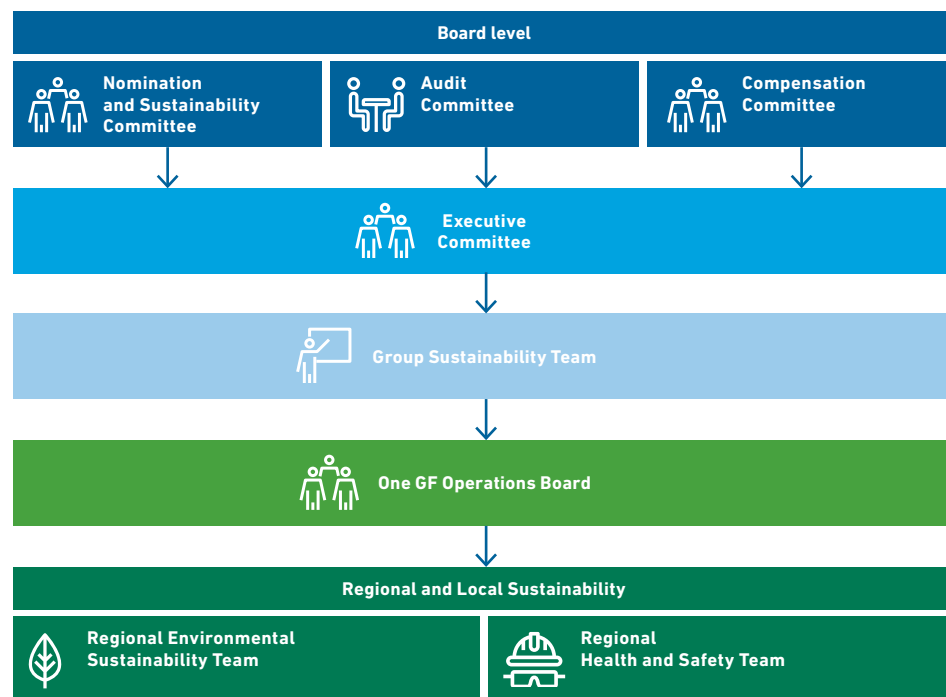 Board level
Nomination
and Sustainability
Committee
Audit
Committee
Compensation
Committee
Executive
Committee
Group Sustainability Team
One GF Operations Board
Regional and Local Sustainability
Regional Environmental
Sustainability Team
Regional
Health and Safety Team